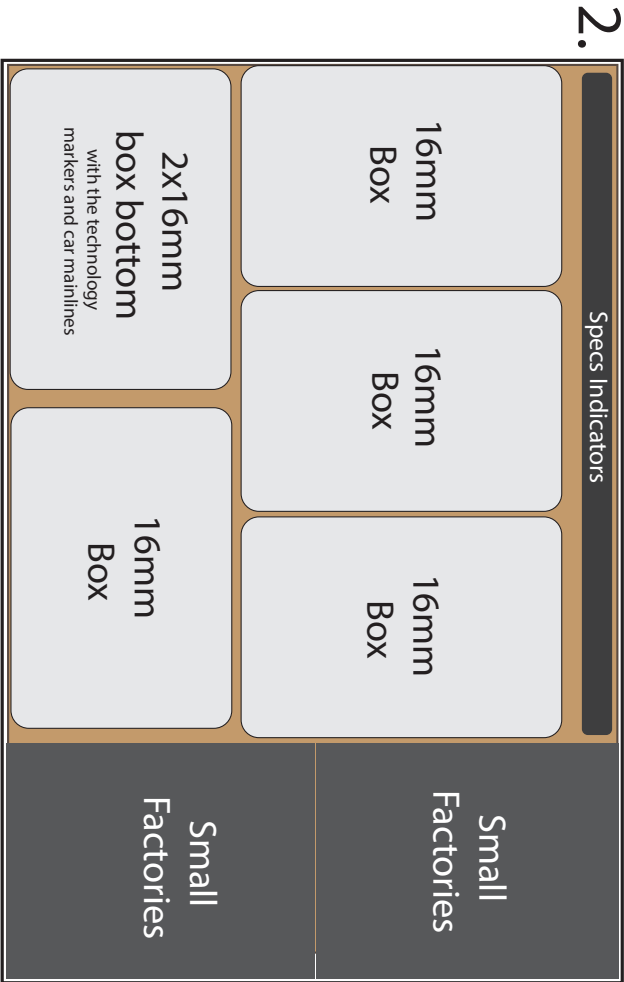 2.
Specs Indicators
16mm
Box
16mm
Box
16mm
Box
Small
Factories
2x16mm
box bottom
with the technology
markers and car mainlines
16mm
Box
Small
Factories